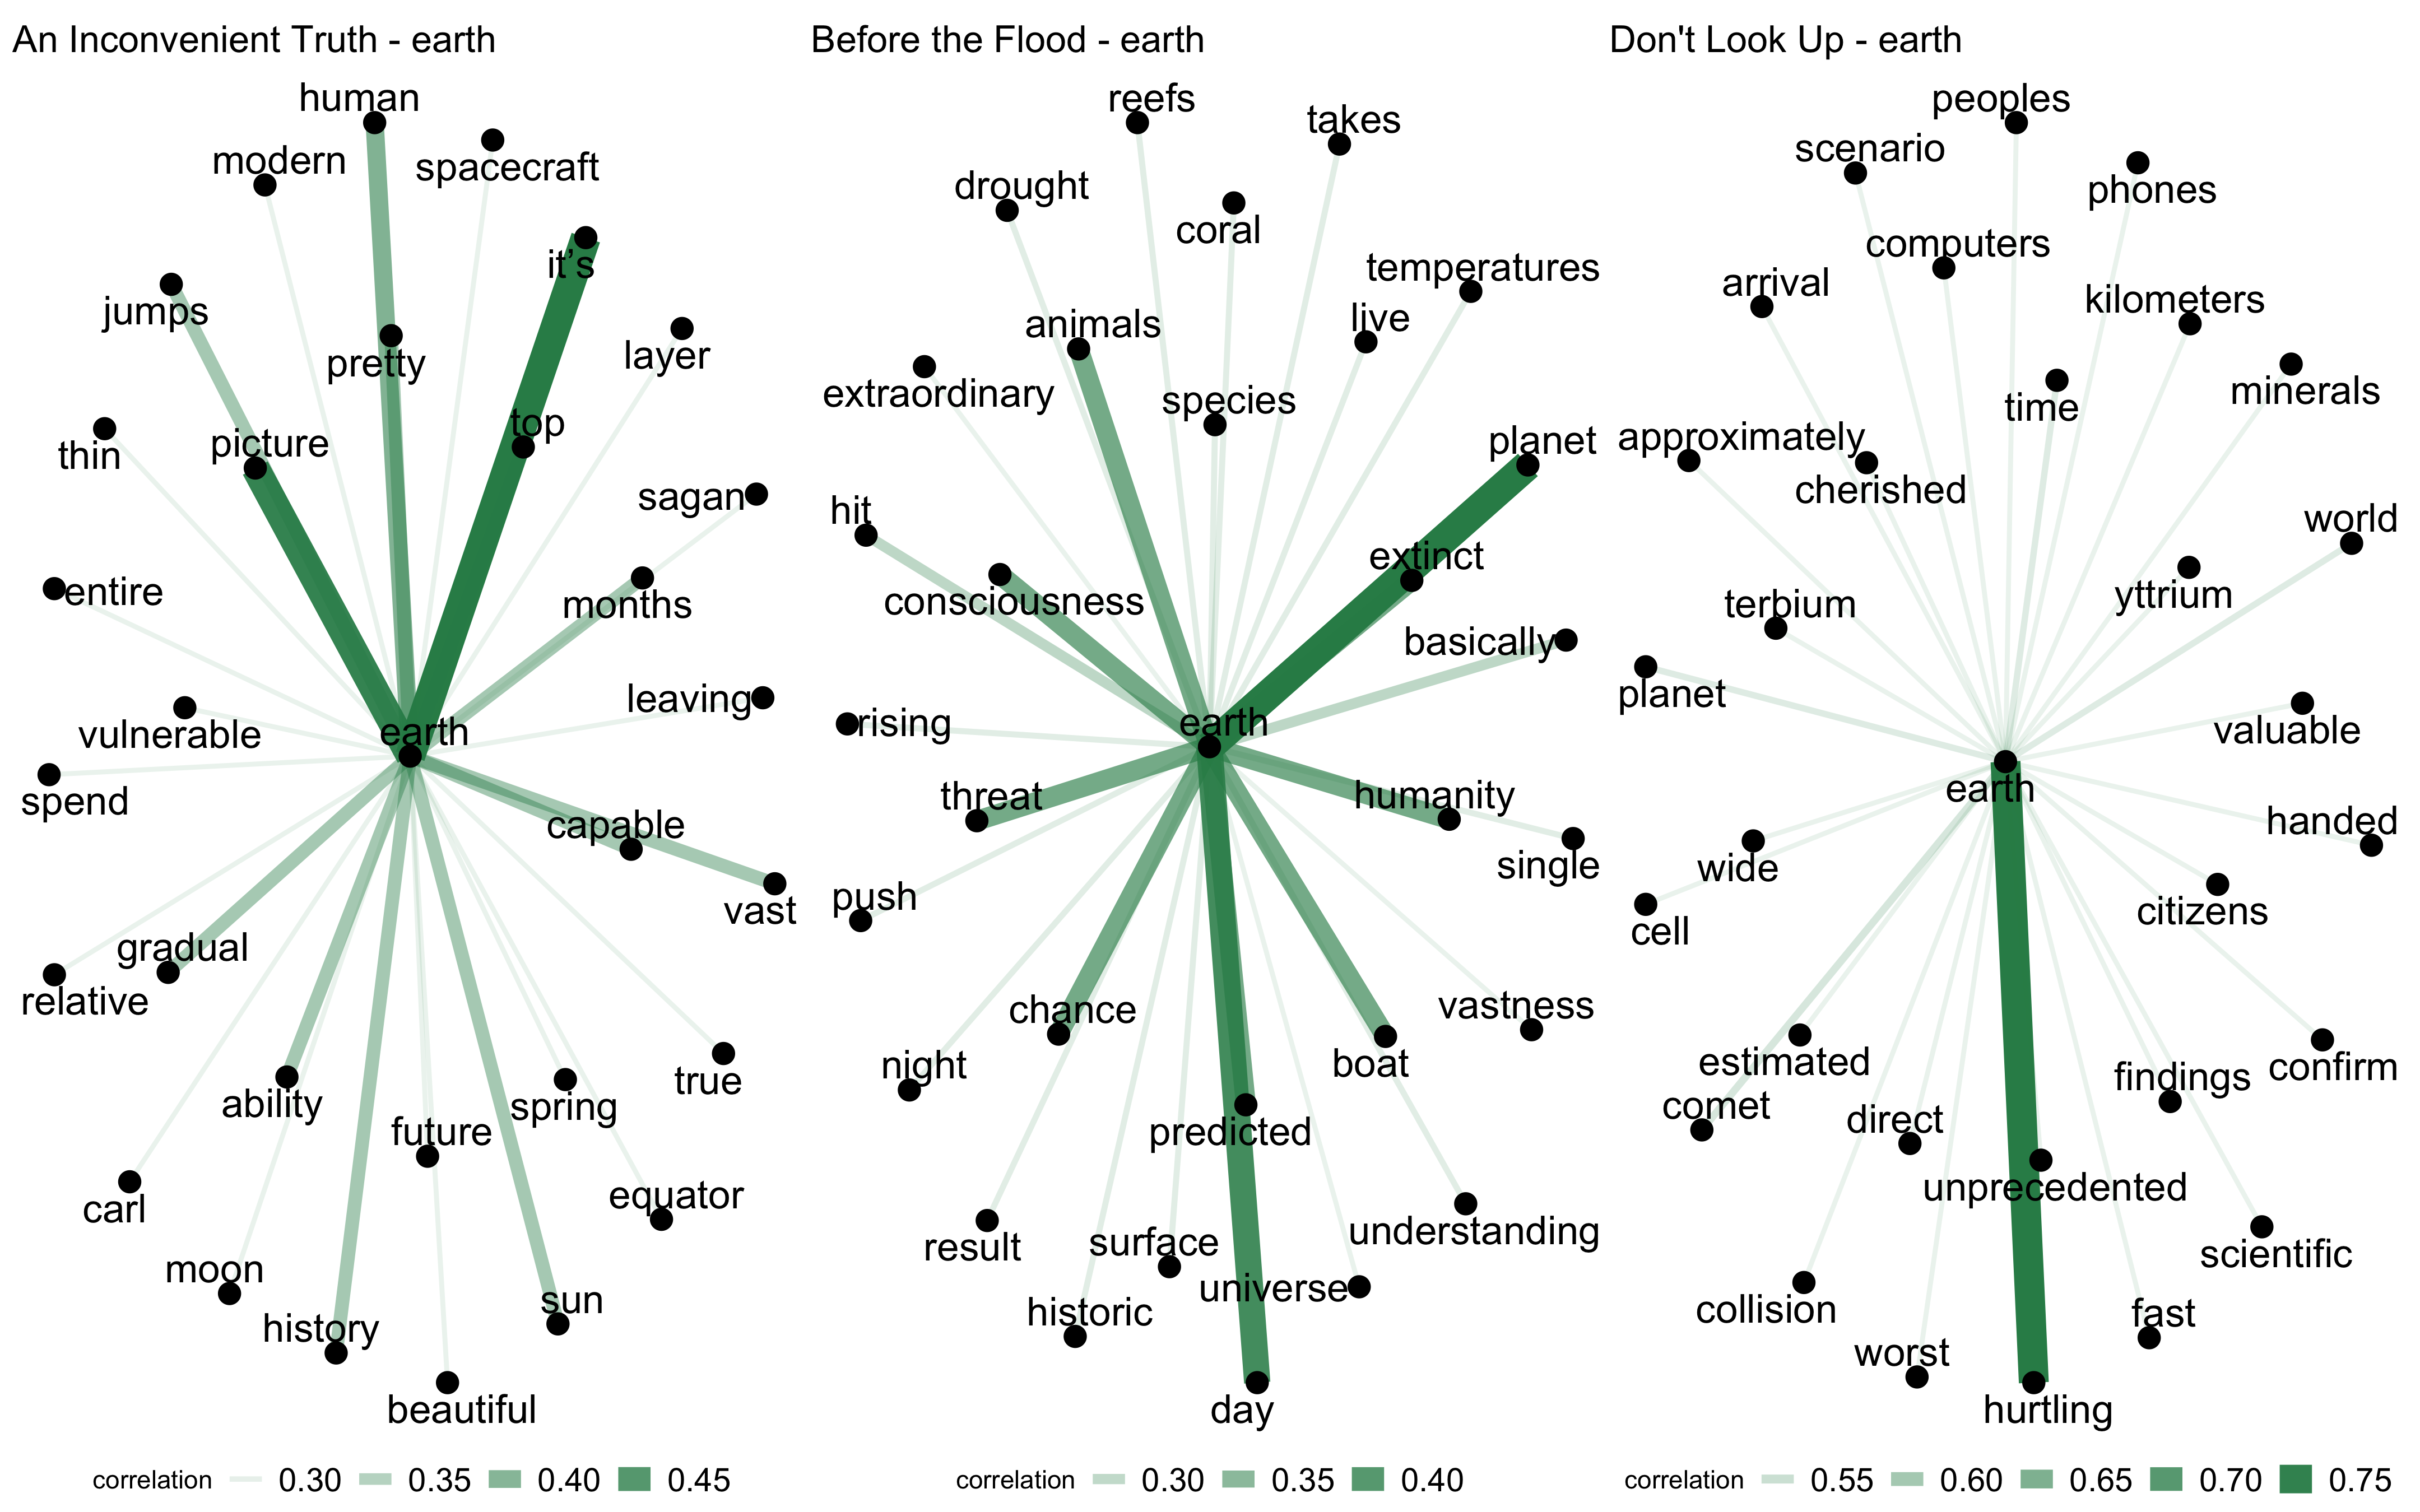 An Inconvenient Truth - earth
human
modern
spacecraft
it’s
jumps
layer
pretty
top
picture
thin
sagan
entire
months
leaving
vulnerable
earth
spend
capable
vast
gradual
relative
true
ability
spring
future
equator
carl
moon
sun
history
beautiful
correlation 0.30 0.35 0.40 0.45
Before the Flood - earth
reefs
takes
drought
coral
temperatures
live
animals
extraordinary
species
planet
hit
extinct
consciousness
basically
rising
earth
threat
humanity
single
push
chance
vastness
night
boat
predicted
result
surface
understanding
universe
historic
day
correlation 0.30 0.35 0.40
Don't Look Up - earth
peoples
scenario
phones
computers
arrival
kilometers
minerals
time
approximately
cherished
world
terbium
yttrium
planet
valuable
earth
handed
wide
citizens
cell
estimated
confirm
findings
comet
direct
unprecedented
scientific
collision
fast
worst
hurtling
correlation 0.55 0.60 0.65 0.70 0.75